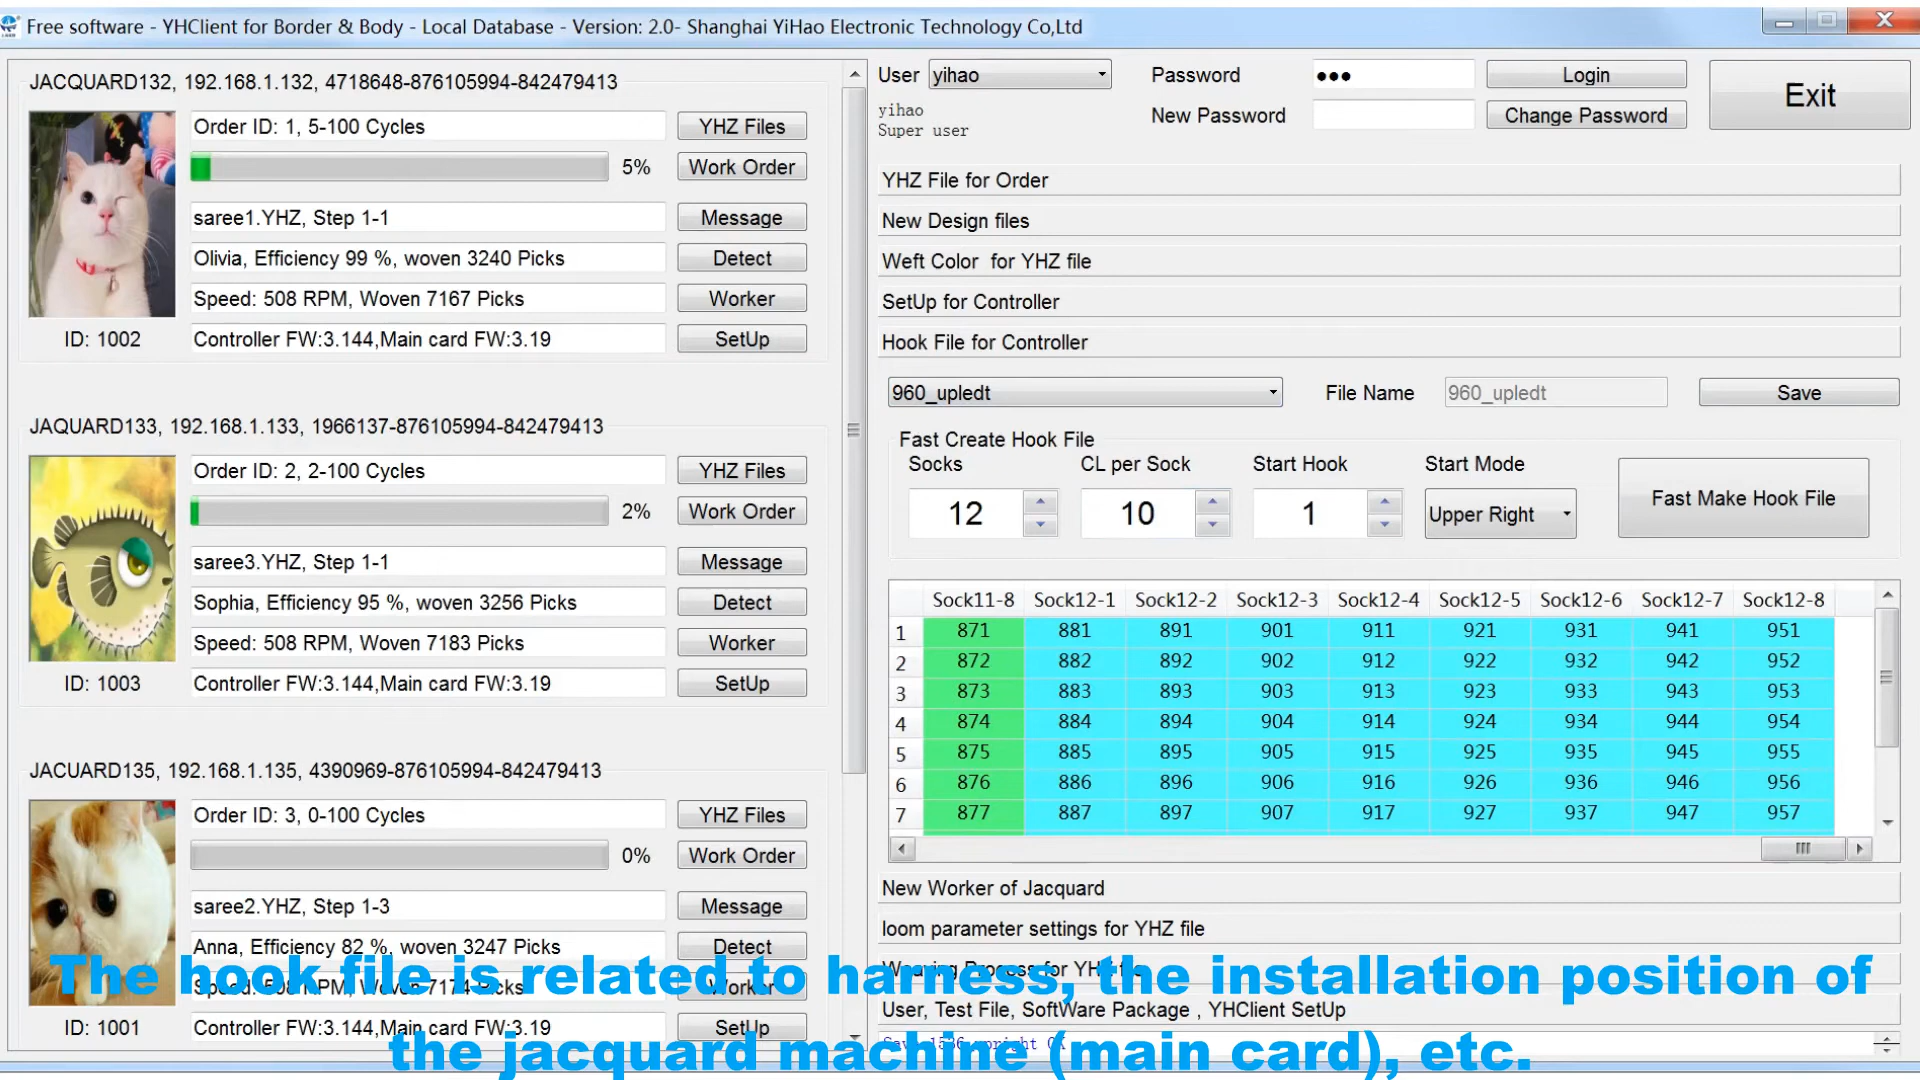 Free software - YHClient for Border & Body - Local Database - Version: 2.0- Shanghai YiHao Electronic Technology Co,Ltd
JACQUARD132, 192.168.1.132, 4718648-876105994-842479413
Order ID: 1, 5-100 Cycles
YHZ Files
5%
Work Order
saree1.YHZ, Step 1-1
Message
Olivia, Efficiency 99 %, woven 3240 Picks
Detect
Speed: 508 RPM, Woven 7167 Picks
Worker
ID: 1002
Controller FW:3.144,Main card FW:3.19
SetUp
JAQUARD133, 192.168.1.133, 1966137-876105994-842479413
Order ID: 2, 2-100 Cycles
YHZ Files
2%
Work Order
saree3.YHZ, Step 1-1
Message
Sophia, Efficiency 95 %, woven 3256 Picks
Detect
Speed: 508 RPM, Woven 7183 Picks
Worker
ID: 1003
Controller FW:3.144,Main card FW:3.19
SetUp
JACUARD135, 192.168.1.135, 4390969-876105994-842479413
Order ID: 3, 0-100 Cycles
YHZ Files
0%
Work Order
saree2.YHZ, Step 1-3
Message
Anna, Efficiency 82 %, woven 3247 Picks
Detect
Speed: 508 RPM, Woven 7174 Picks
Worker
ID: 1001
Controller FW:3.144,Main card FW:3.19
SetUp
User yihao Password ●●● Login Exit
yihao
Super user
New Password Change Password
YHZ File for Order
New Design files
Weft Color for YHZ file
SetUp for Controller
Hook File for Controller
960_upledt File Name 960_upledt Save
Fast Create Hook File
Socks CL per Sock Start Hook Start Mode
12 10 1 Upper Right Fast Make Hook File
Sock11-8 Sock12-1 Sock12-2 Sock12-3 Sock12-4 Sock12-5 Sock12-6 Sock12-7 Sock12-8
1 871 881 891 901 911 921 931 941 951
2 872 882 892 902 912 922 932 942 952
3 873 883 893 903 913 923 933 943 953
4 874 884 894 904 914 924 934 944 954
5 875 885 895 905 915 925 935 945 955
6 876 886 896 906 916 926 936 946 956
7 877 887 897 907 917 927 937 947 957
New Worker of Jacquard
loom parameter settings for YHZ file
Weaving Process for YHZ file
User, Test File, SoftWare Package , YHClient SetUp
The hook file is related to harness, the installation position of
the jacquard machine (main card), etc.